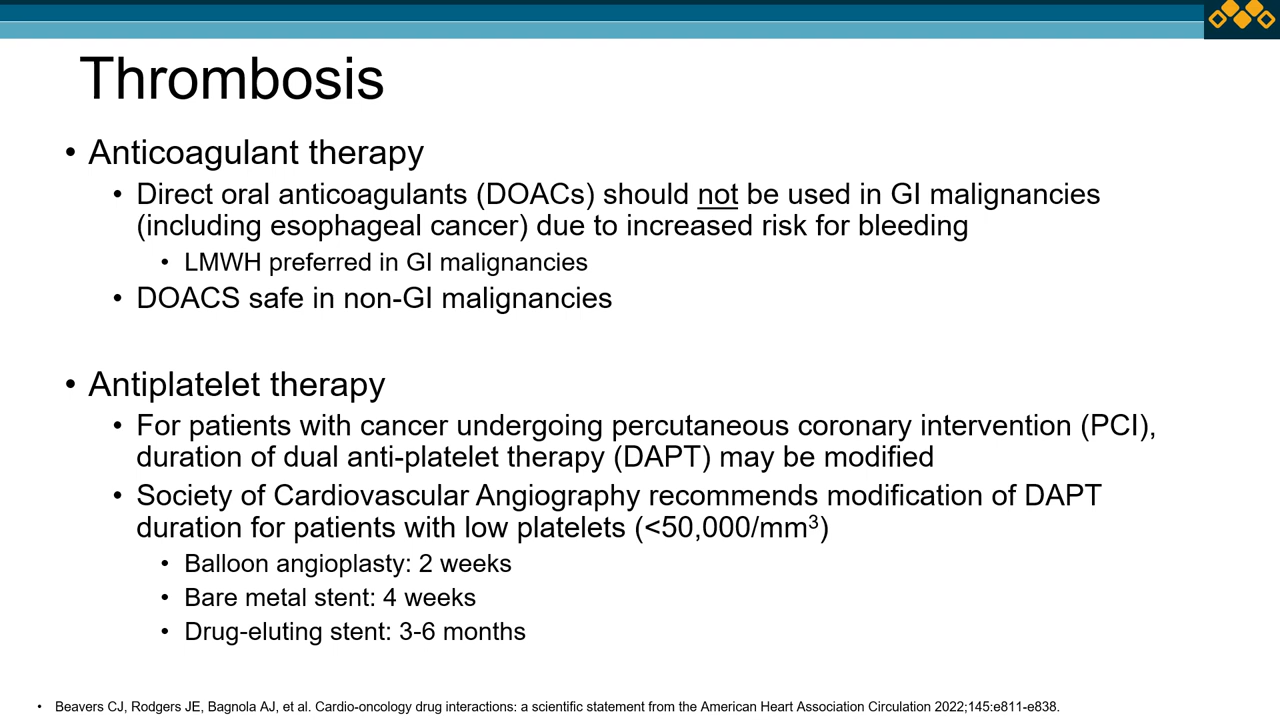 Thrombosis
• Anticoagulant therapy
• Direct oral anticoagulants (DOACs) should not be used in GI malignancies
(including esophageal cancer) due to increased risk for bleeding
• LMWH preferred in GI malignancies
• DOACS safe in non-GI malignancies
• Antiplatelet therapy
• For patients with cancer undergoing percutaneous coronary intervention (PCI),
duration of dual anti-platelet therapy (DAPT) may be modified
• Society of Cardiovascular Angiography recommends modification of DAPT
duration for patients with low platelets (<50,000/mm³)
• Balloon angioplasty: 2 weeks
• Bare metal stent: 4 weeks
• Drug-eluting stent: 3-6 months
• Beavers CJ, Rodgers JE, Bagnola AJ, et al. Cardio-oncology drug interactions: a scientific statement from the American Heart Association Circulation 2022;145:e811-e838.